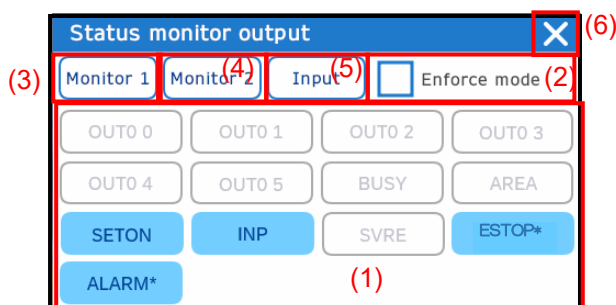 Status monitor output
(6)
(3)
Monitor 1
Monitor 2
(4)
Input
(5)
Enforce mode
(2)
OUT0 0
OUT0 1
OUT0 2
OUT0 3
OUT0 4
OUT0 5
BUSY
AREA
SETON
INP
SVRE
ESTOP*
ALARM*
(1)